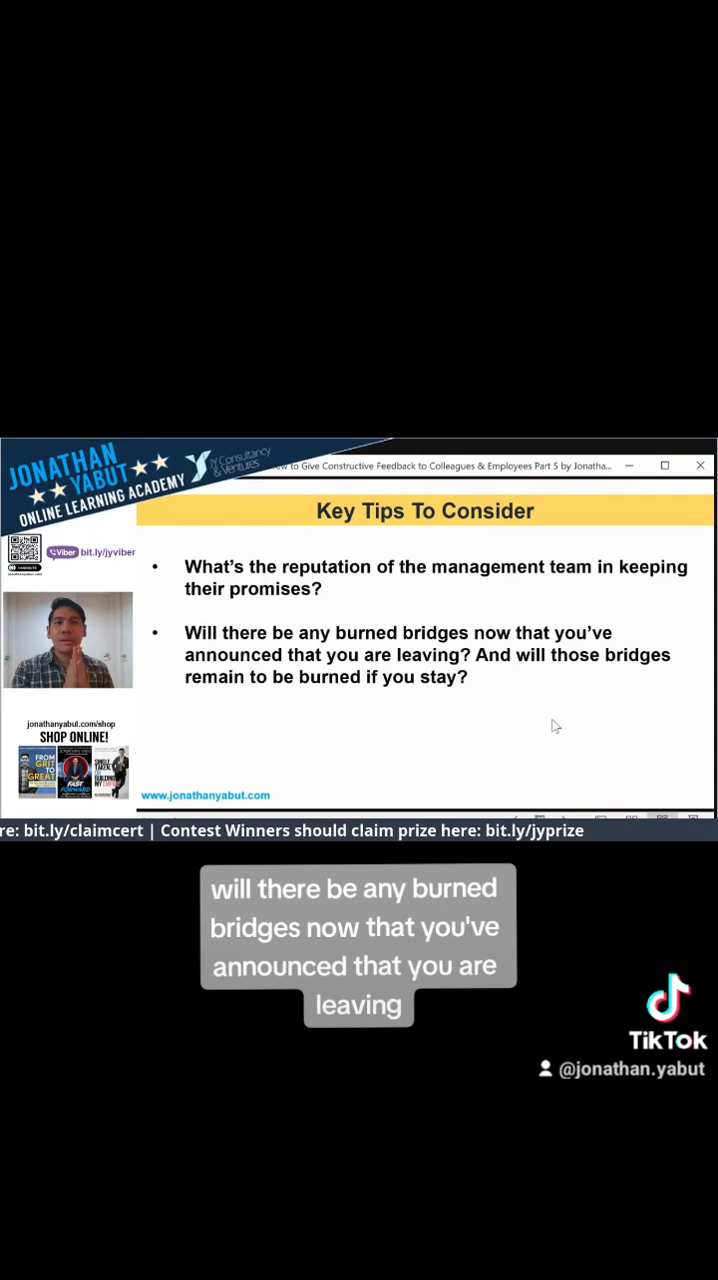 JONATHAN
YABUT
ONLINE LEARNING ACADEMY
JY Consultancy
& Ventures
to Give Constructive Feedback to Colleagues & Employees Part 5 by Jonatha...
Key Tips To Consider
Viber bit.ly/jyviber
• What's the reputation of the management team in keeping
their promises?
• Will there be any burned bridges now that you've
announced that you are leaving? And will those bridges
remain to be burned if you stay?
jonathanyabut.com/shop
SHOP ONLINE!
FROM
GRIT
TO
GREAT
FAST
FORWARD
www.jonathanyabut.com
re: bit.ly/claimcert | Contest Winners should claim prize here: bit.ly/jyprize
will there be any burned
bridges now that you've
announced that you are
leaving
TikTok
@jonathan.yabut